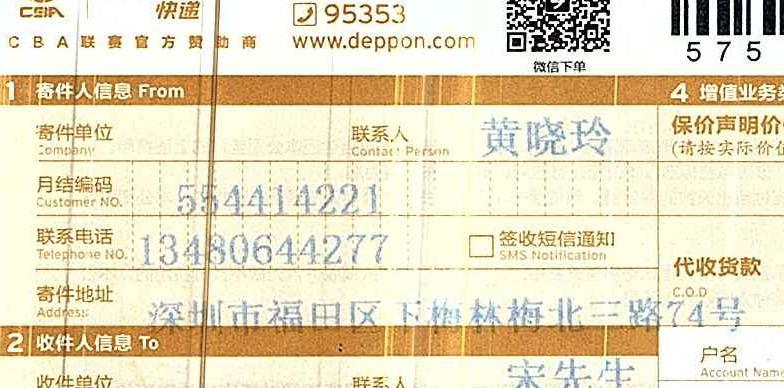 CBA 快递 95353
CBA联赛官方赞助商 www.deppon.com
微信下单
575
1 寄件人信息 From
4 增值业务
寄件单位 Company
联系人 Contact Person 黄晓玲
保价声明价
(请按实际价值
月结编码 Customer NO. 554414221
联系电话 Telephone NO. 13480644277
签收短信通知 SMS Notification
代收货款 C.O.D
寄件地址 Address 深圳市福田区下梅林梅北三路74号
2 收件人信息 To
户名 Account Name
收件单位
联系人 宋先生